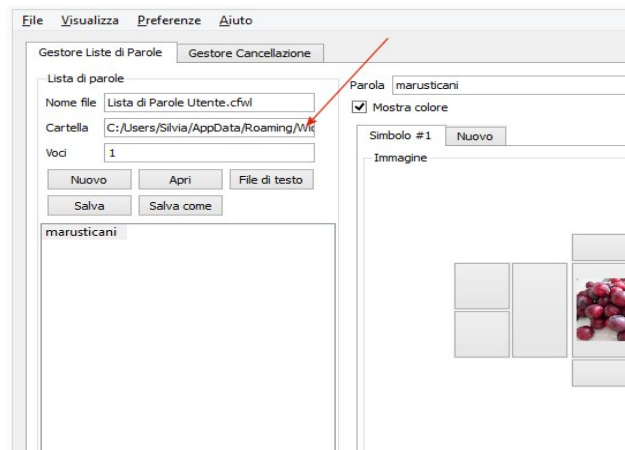 File Visualizza Preferenze Aiuto
Gestore Liste di Parole Gestore Cancellazione
Lista di parole
Nome file Lista di Parole Utente.cfwl
Cartella C:/Users/Silvia/AppData/Roaming/Wid
Voci 1
Nuovo Apri File di testo
Salva Salva come
marusticani
Parola marusticani
Mostra colore
Simbolo #1 Nuovo
Immagine